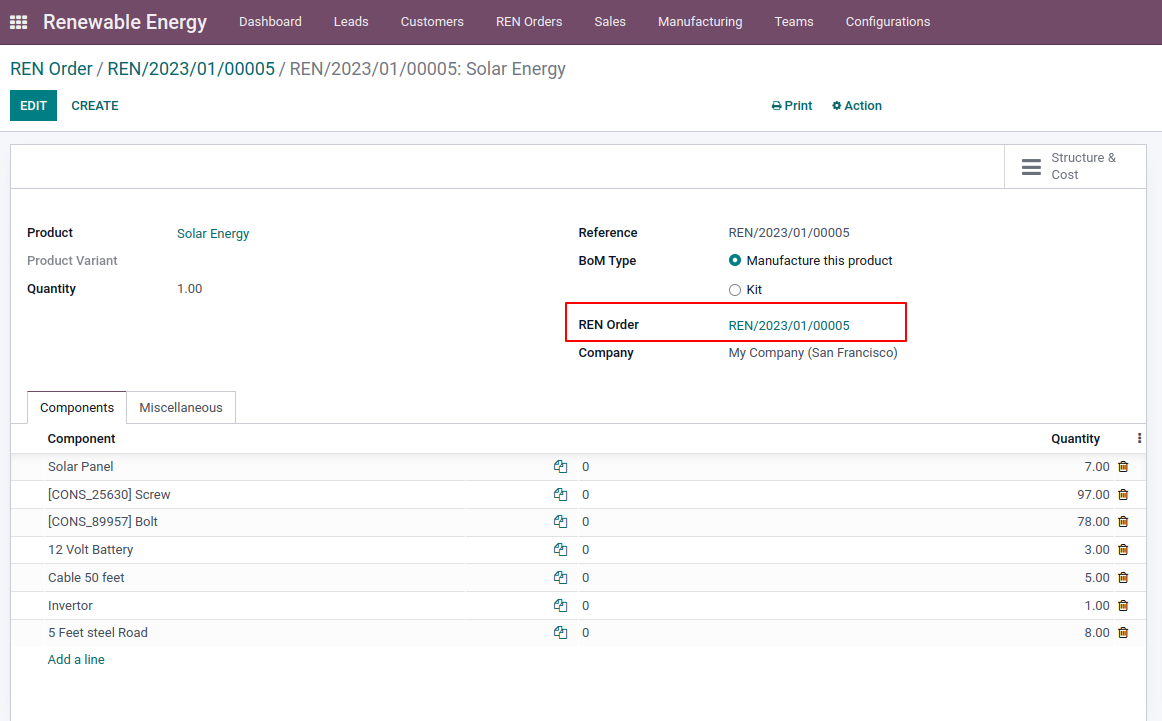 Renewable Energy Dashboard Leads Customers REN Orders Sales Manufacturing Teams Configurations
REN Order / REN/2023/01/00005 / REN/2023/01/00005: Solar Energy
EDIT CREATE Print Action
Structure &
Cost
Product Solar Energy Reference REN/2023/01/00005
Product Variant BoM Type Manufacture this product
Quantity 1.00 Kit
REN Order REN/2023/01/00005
Company My Company (San Francisco)
Components Miscellaneous
Component Quantity
Solar Panel 0 7.00
[CONS_25630] Screw 0 97.00
[CONS_89957] Bolt 0 78.00
12 Volt Battery 0 3.00
Cable 50 feet 0 5.00
Invertor 0 1.00
5 Feet steel Road 0 8.00
Add a line